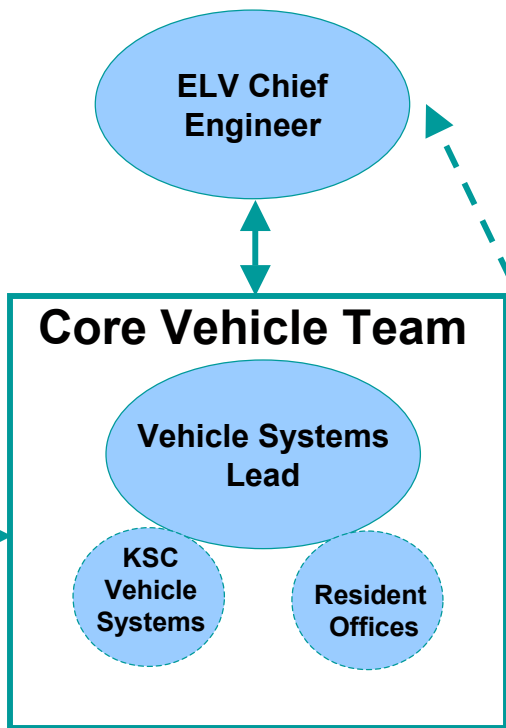 ELV Chief
Engineer
Core Vehicle Team
Vehicle Systems
Lead
KSC
Vehicle
Systems
Resident
Offices